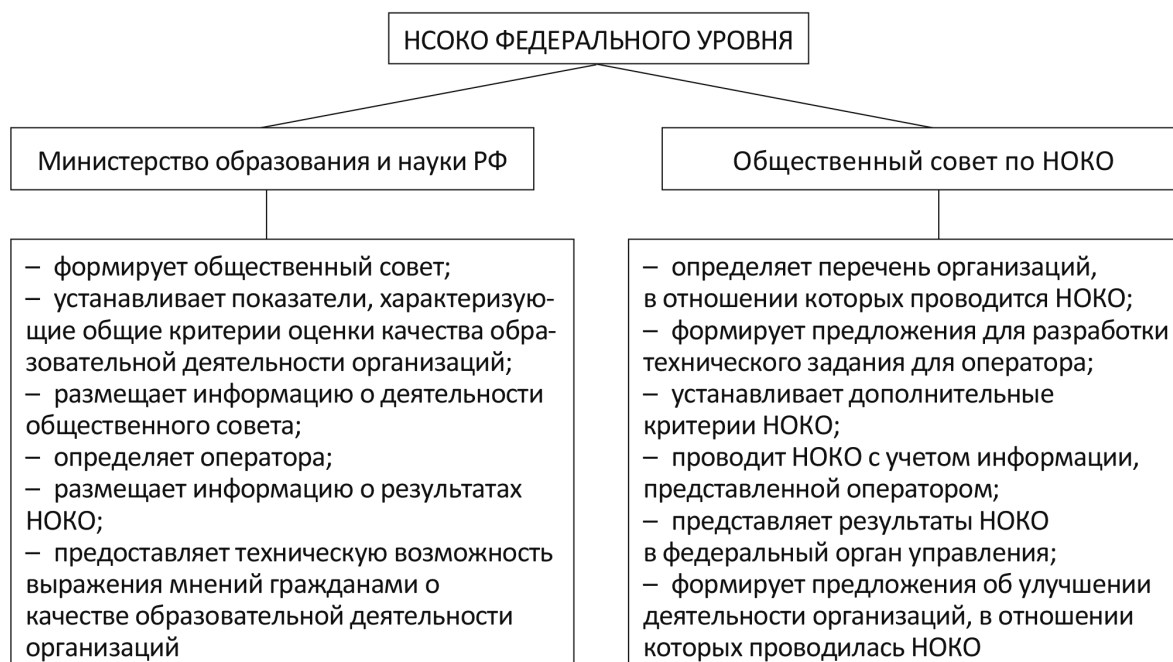 НСОКО ФЕДЕРАЛЬНОГО УРОВНЯ
Министерство образования и науки РФ
– формирует общественный совет;
– устанавливает показатели, характеризую-
щие общие критерии оценки качества обра-
зовательной деятельности организаций;
– размещает информацию о деятельности
общественного совета;
– определяет оператора;
– размещает информацию о результатах
НОКО;
– предоставляет техническую возможность
выражения мнений гражданами о
качестве образовательной деятельности
организаций
Общественный совет по НОКО
– определяет перечень организаций,
в отношении которых проводится НОКО;
– формирует предложения для разработки
технического задания для оператора;
– устанавливает дополнительные
критерии НОКО;
– проводит НОКО с учетом информации,
представленной оператором;
– представляет результаты НОКО
в федеральный орган управления;
– формирует предложения об улучшении
деятельности организаций, в отношении
которых проводилась НОКО